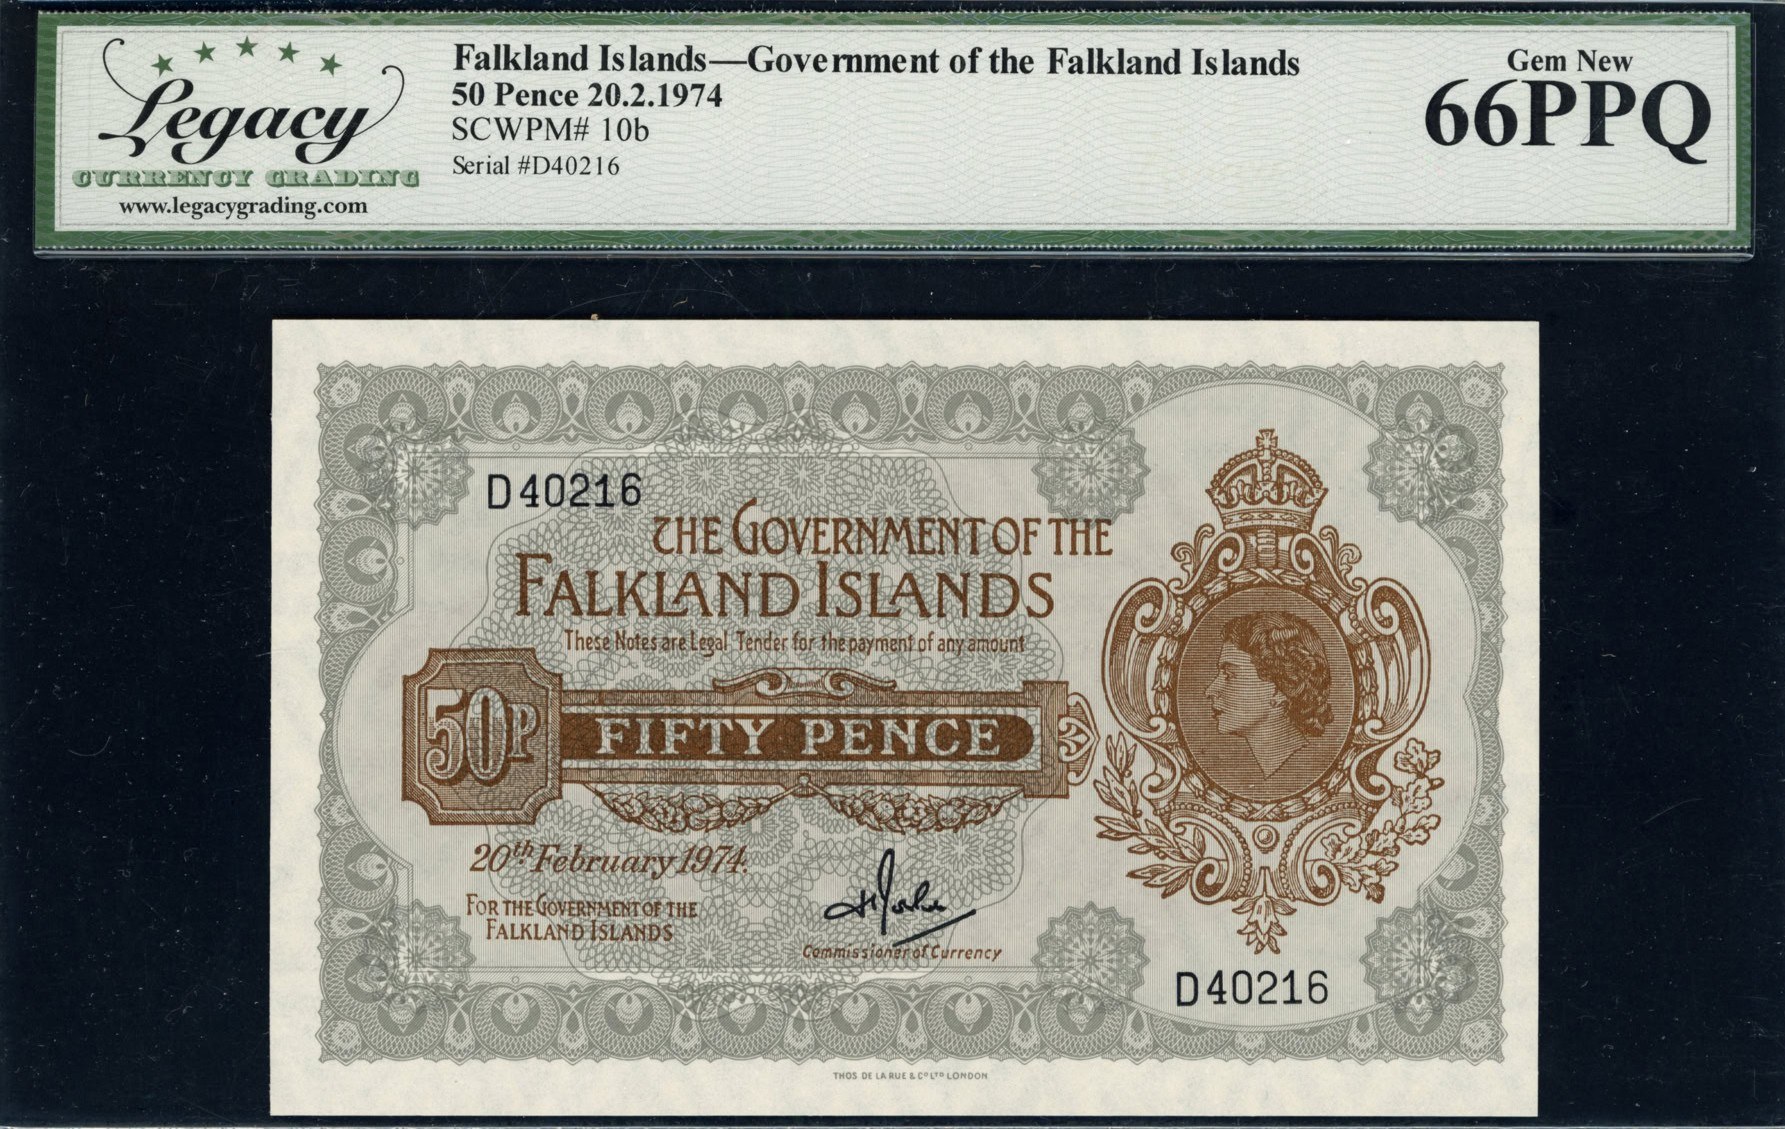 Legacy
CURRENCY GRADING
www.legacygrading.com
Falkland Islands—Government of the Falkland Islands
50 Pence 20.2.1974
SCWPM# 10b
Serial #D40216
Gem New
66PPQ
D40216
THE GOVERNMENT OF THE
FALKLAND ISLANDS
These Notes are Legal Tender for the payment of any amount
50P
FIFTY PENCE
20th February 1974.
FOR THE GOVERNMENT OF THE
FALKLAND ISLANDS
Commissioner of Currency
D40216
THOS DE LA RUE & CO LTD LONDON